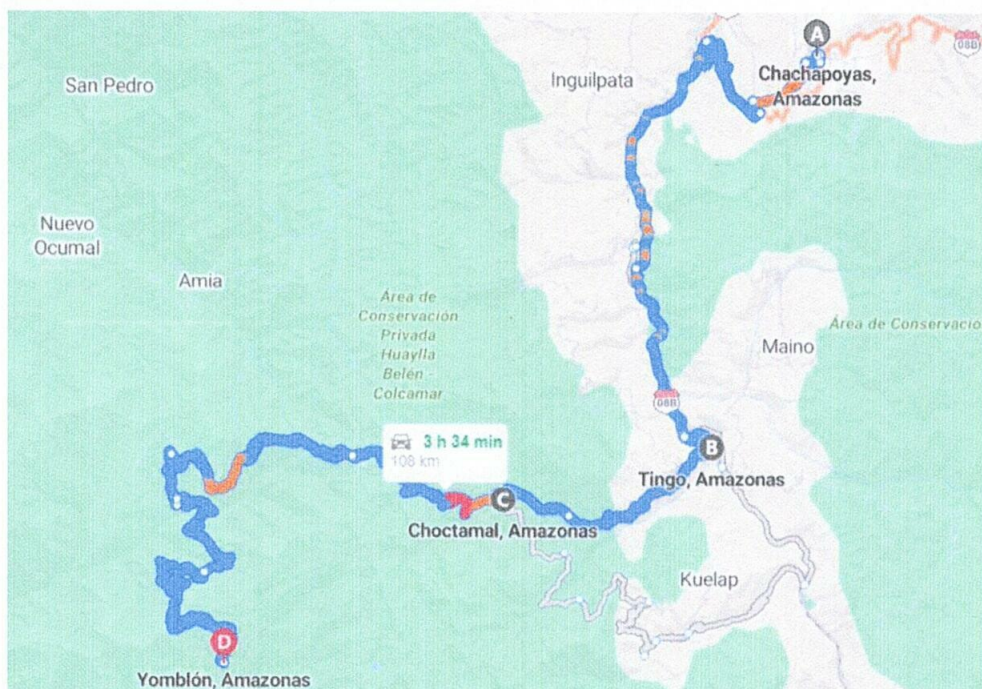 A
08B
Chachapoyas,
Amazonas
San Pedro
Inguilpata
Nuevo
Ocumal
Amia
Área de
Conservación
Privada
Huaylla
Belén -
Colcamar
Área de Conservació
Maino
08B
3 h 34 min
108 km
B
Tingo, Amazonas
C
Choctamal, Amazonas
Kuelap
D
Yomblón, Amazonas